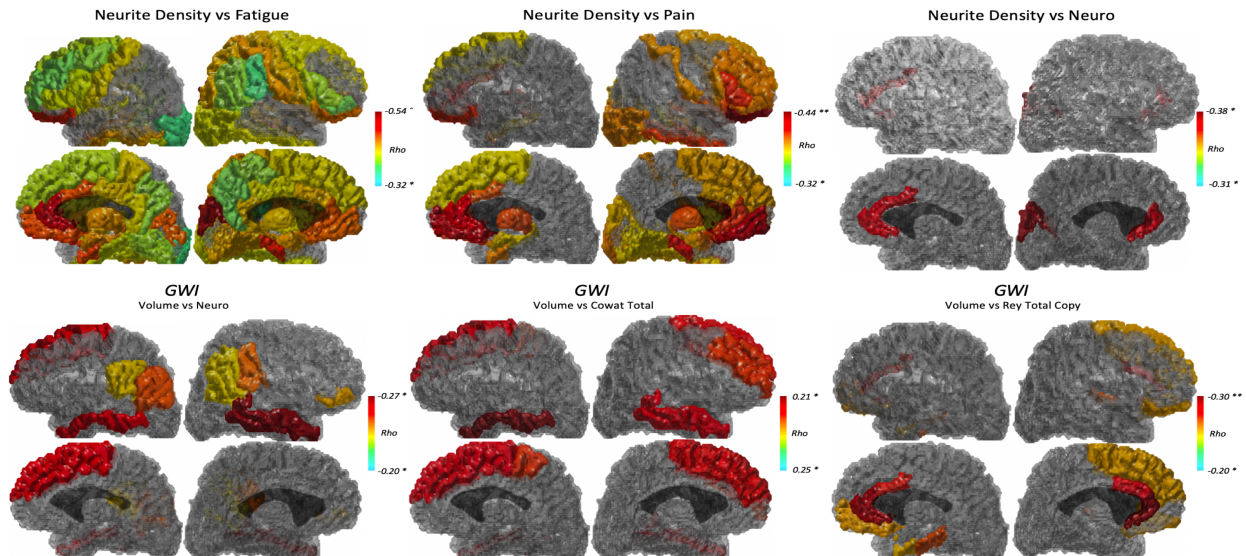 Neurite Density vs Fatigue
Neurite Density vs Pain
Neurite Density vs Neuro
-0.54 ˆ
Rho
-0.32 *
-0.44 **
Rho
-0.32 *
-0.38 *
Rho
-0.31 *
GWI
Volume vs Neuro
GWI
Volume vs Cowat Total
GWI
Volume vs Rey Total Copy
-0.27 *
Rho
-0.20 *
0.21 *
Rho
0.25 *
-0.30 **
Rho
-0.20 *